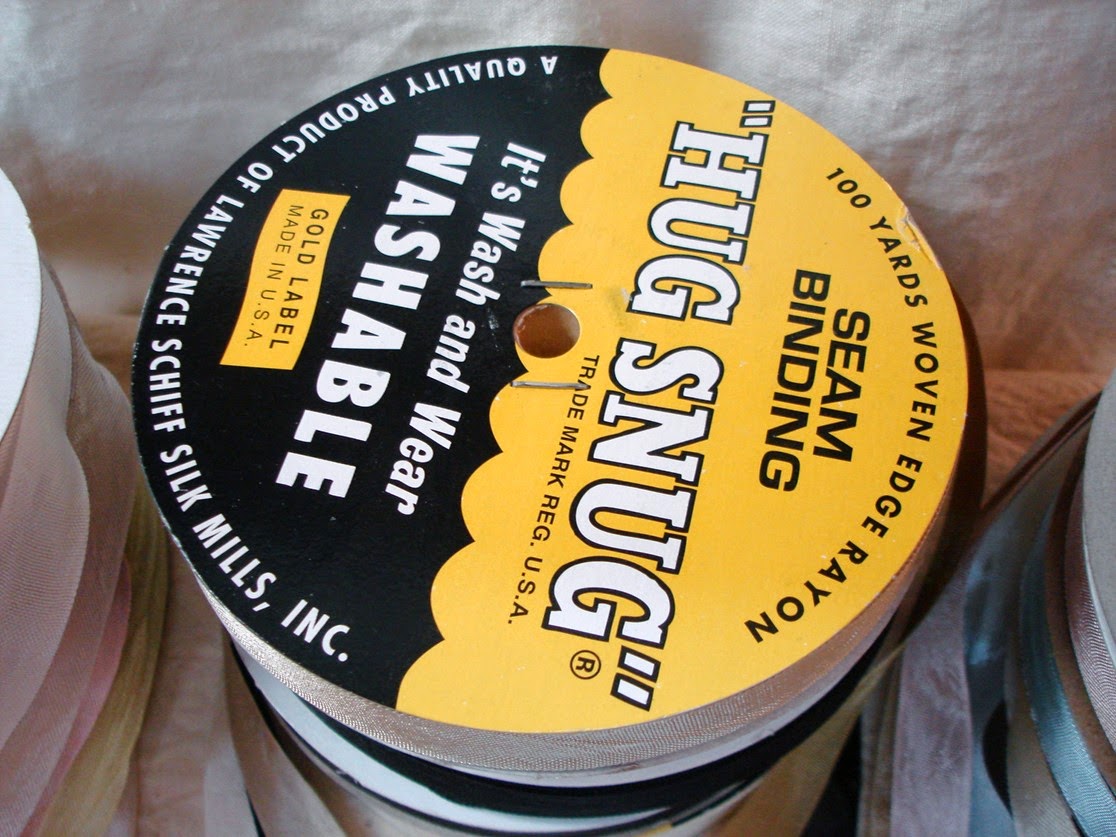 100 YARDS WOVEN EDGE RAYON
SEAM
BINDING
"HUG SNUG"®
TRADE MARK REG. U.S.A.
It's Wash and Wear
WASHABLE
GOLD LABEL
MADE IN U.S.A.
A QUALITY PRODUCT OF LAWRENCE SCHIFF SILK MILLS, INC.